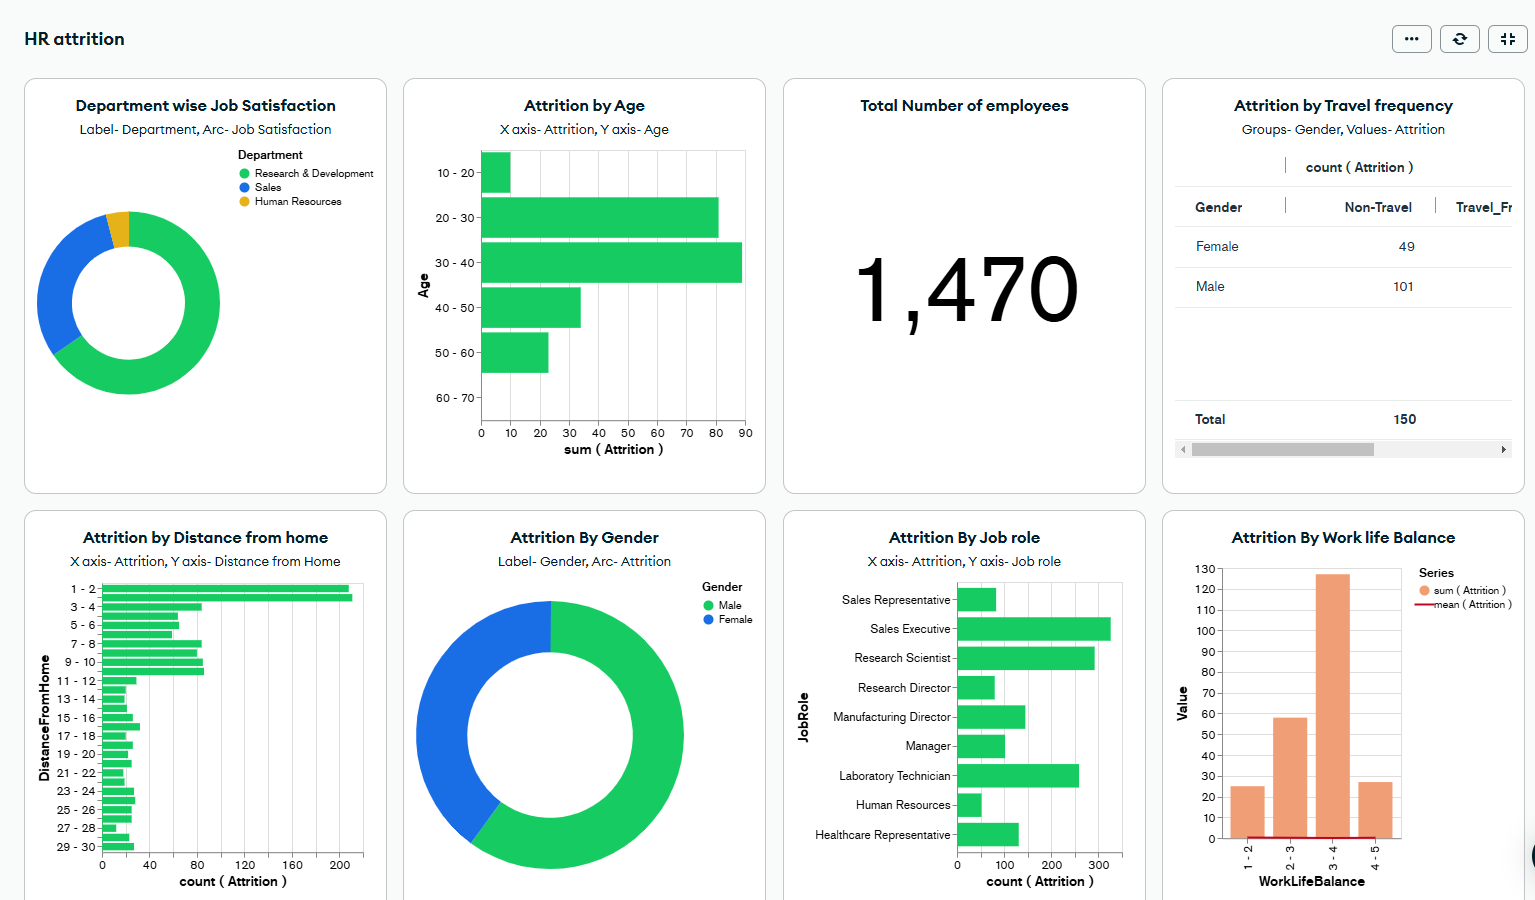 HR attrition
Department wise Job Satisfaction
Label- Department, Arc- Job Satisfaction
Department
Research & Development
Sales
Human Resources
Attrition by Age
X axis- Attrition, Y axis- Age
Age
10 - 20
20 - 30
30 - 40
40 - 50
50 - 60
60 - 70
0 10 20 30 40 50 60 70 80 90
sum ( Attrition )
Total Number of employees
1,470
Attrition by Travel frequency
Groups- Gender, Values- Attrition
count ( Attrition )
Gender Non-Travel Travel_Fr
Female 49
Male 101
Total 150
Attrition by Distance from home
X axis- Attrition, Y axis- Distance from Home
DistanceFromHome
1 - 2
3 - 4
5 - 6
7 - 8
9 - 10
11 - 12
13 - 14
15 - 16
17 - 18
19 - 20
21 - 22
23 - 24
25 - 26
27 - 28
29 - 30
0 40 80 120 160 200
count ( Attrition )
Attrition By Gender
Label- Gender, Arc- Attrition
Gender
Male
Female
Attrition By Job role
X axis- Attrition, Y axis- Job role
JobRole
Sales Representative
Sales Executive
Research Scientist
Research Director
Manufacturing Director
Manager
Laboratory Technician
Human Resources
Healthcare Representative
0 100 200 300
count ( Attrition )
Attrition By Work life Balance
Value
130
120
110
100
90
80
70
60
50
40
30
20
10
0
1 - 2
2 - 3
3 - 4
4 - 5
WorkLifeBalance
Series
sum ( Attrition )
mean ( Attrition )